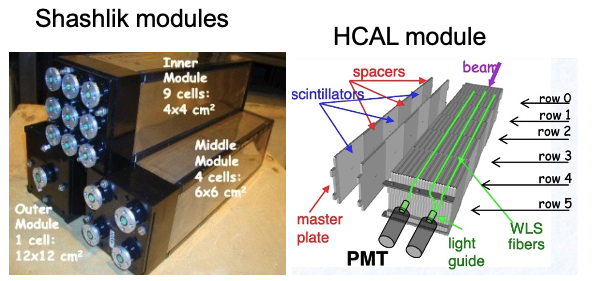 Shashlik modules
HCAL module
Inner
Module
9 cells:
4x4 cm²
Middle
Module
4 cells:
6x6 cm²
Outer
Module
1 cell:
12x12 cm²
beam
spacers
scintillators
row 0
row 1
row 2
row 3
row 4
row 5
master
plate
WLS
fibers
light
guide
PMT